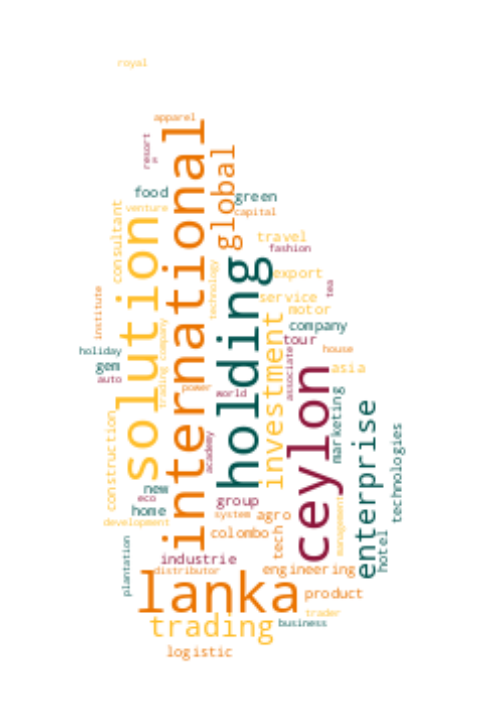 royal
apparel
resort
international
global
food
green
venture
capital
consultant
solution
travel
fashion
holding
technology
export
tea
institute
service
motor
investment
company
trading company
tour
holiday
house
associate
gem
asia
auto
power
world
ceylon
marketing
academy
enterprise
construction
technologies
new
eco
group
home
system
agro
management
development
colombo
tech
hotel
plantation
industrie
distributor
engineering
lanka
product
trader
trading
business
logistic